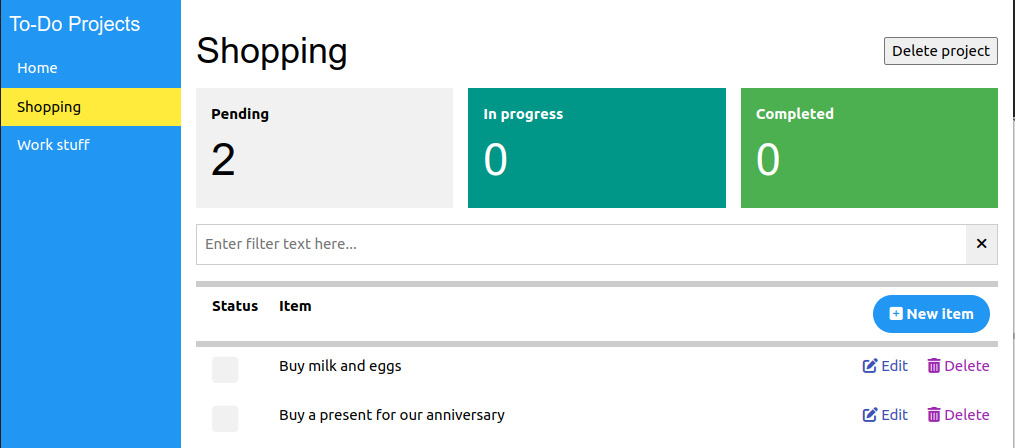 To-Do Projects
Home
Shopping
Work stuff
Shopping
Delete project
Pending
2
In progress
0
Completed
0
Enter filter text here...
Status Item New item
Buy milk and eggs Edit Delete
Buy a present for our anniversary Edit Delete